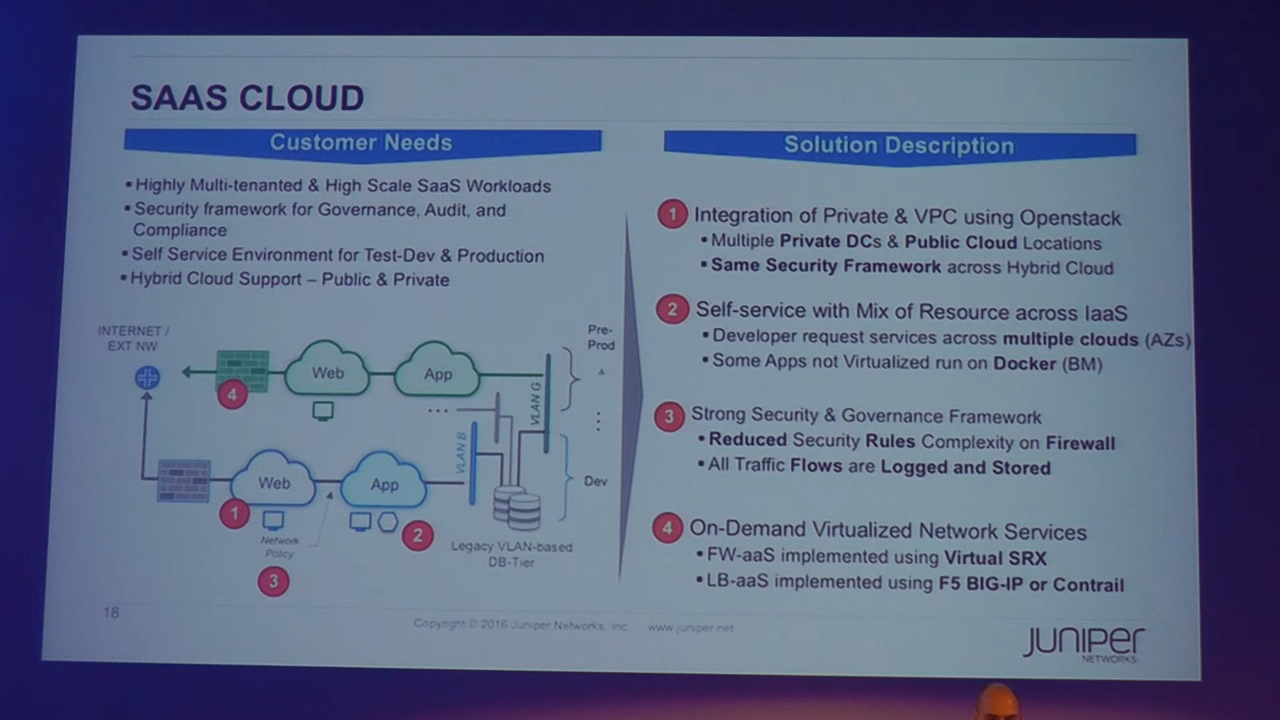 SAAS CLOUD
Customer Needs
▪ Highly Multi-tenanted & High Scale SaaS Workloads
▪ Security framework for Governance, Audit, and
Compliance
▪ Self Service Environment for Test-Dev & Production
▪ Hybrid Cloud Support – Public & Private
INTERNET /
EXT NW
4
Web
App
VLAN G
Pre-
Prod
...
Web
App
VLAN B
Dev
1
2
Network
Policy
3
Legacy VLAN-based
DB-Tier
Solution Description
1 Integration of Private & VPC using Openstack
▪ Multiple Private DCs & Public Cloud Locations
▪ Same Security Framework across Hybrid Cloud
2 Self-service with Mix of Resource across IaaS
▪ Developer request services across multiple clouds (AZs)
▪ Some Apps not Virtualized run on Docker (BM)
3 Strong Security & Governance Framework
▪ Reduced Security Rules Complexity on Firewall
▪ All Traffic Flows are Logged and Stored
4 On-Demand Virtualized Network Services
▪ FW-aaS implemented using Virtual SRX
▪ LB-aaS implemented using F5 BIG-IP or Contrail
18
Copyright © 2016 Juniper Networks, Inc. www.juniper.net
JUNIPER
NETWORKS